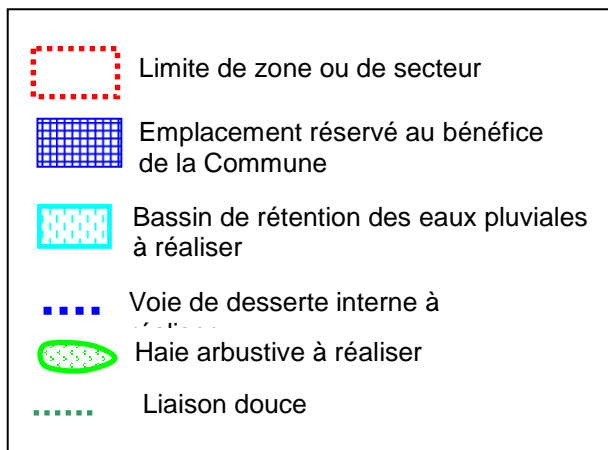 Limite de zone ou de secteur
Emplacement réservé au bénéfice
de la Commune
Bassin de rétention des eaux pluviales
à réaliser
Voie de desserte interne à
réaliser
Haie arbustive à réaliser
Liaison douce